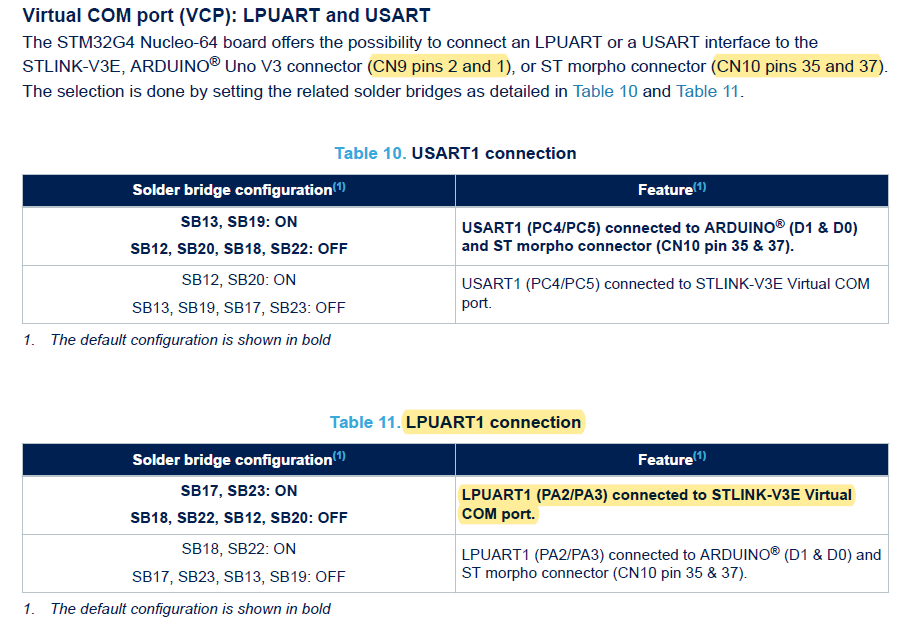 Virtual COM port (VCP): LPUART and USART
The STM32G4 Nucleo-64 board offers the possibility to connect an LPUART or a USART interface to the
STLINK-V3E, ARDUINO® Uno V3 connector (CN9 pins 2 and 1), or ST morpho connector (CN10 pins 35 and 37).
The selection is done by setting the related solder bridges as detailed in Table 10 and Table 11.
Table 10. USART1 connection
Solder bridge configuration(1)
Feature(1)
SB13, SB19: ON
SB12, SB20, SB18, SB22: OFF
USART1 (PC4/PC5) connected to ARDUINO® (D1 & D0)
and ST morpho connector (CN10 pin 35 & 37).
SB12, SB20: ON
SB13, SB19, SB17, SB23: OFF
USART1 (PC4/PC5) connected to STLINK-V3E Virtual COM
port.
1. The default configuration is shown in bold
Table 11. LPUART1 connection
Solder bridge configuration(1)
Feature(1)
SB17, SB23: ON
SB18, SB22, SB12, SB20: OFF
LPUART1 (PA2/PA3) connected to STLINK-V3E Virtual
COM port.
SB18, SB22: ON
SB17, SB23, SB13, SB19: OFF
LPUART1 (PA2/PA3) connected to ARDUINO® (D1 & D0) and
ST morpho connector (CN10 pin 35 & 37).
1. The default configuration is shown in bold